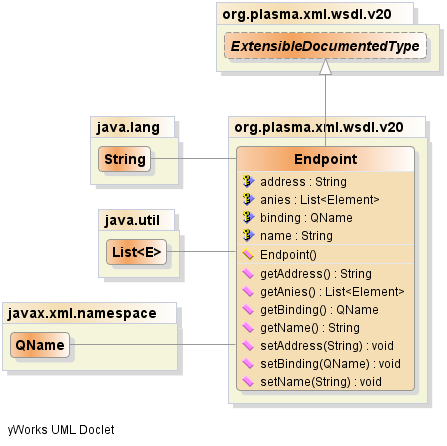 org.plasma.xml.wsdl.v20
ExtensibleDocumentedType
java.lang
String
org.plasma.xml.wsdl.v20
Endpoint
address : String
anies : List<Element>
binding : QName
name : String
Endpoint()
getAddress() : String
getAnies() : List<Element>
getBinding() : QName
getName() : String
setAddress(String) : void
setBinding(QName) : void
setName(String) : void
java.util
List<E>
javax.xml.namespace
QName
yWorks UML Doclet